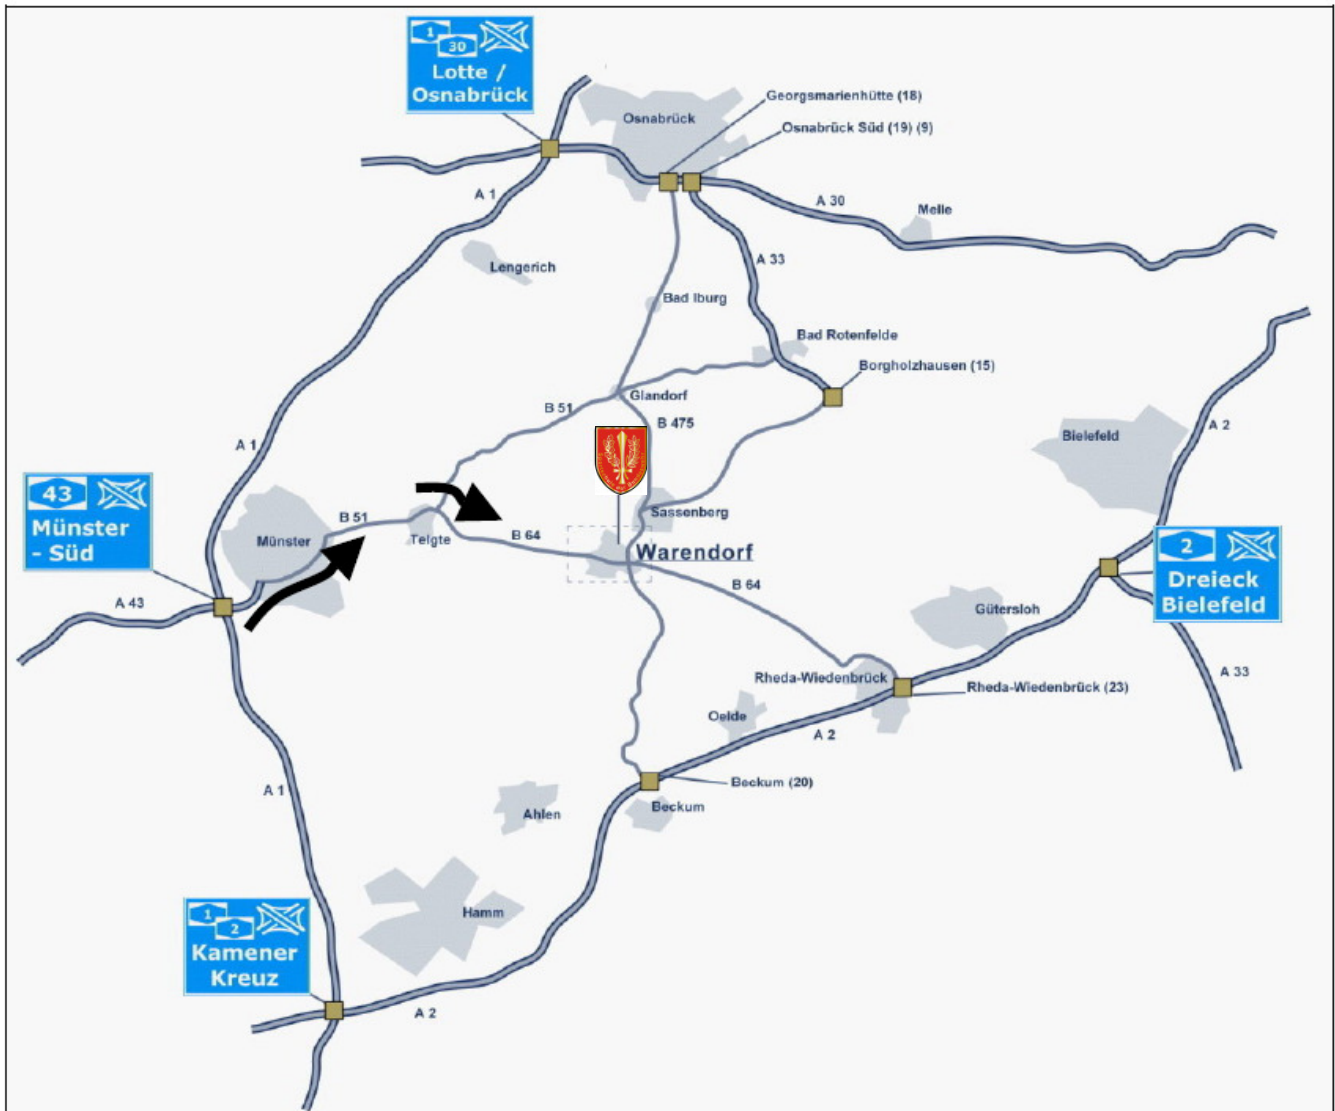 1
30
Lotte /
Osnabrück
Georgsmarienhütte (18)
Osnabrück
Osnabrück Süd (19) (9)
A 1
A 30
Melle
Lengerich
A 33
Bad Iburg
Bad Rotenfelde
Borgholzhausen (15)
Glandorf
B 51
B 475
A 1
Bielefeld
A 2
43
Münster
- Süd
B 51
Münster
Telgte
B 64
Sassenberg
Warendorf
2
Dreieck
Bielefeld
B 64
A 43
Gütersloh
Rheda-Wiedenbrück
Rheda-Wiedenbrück (23)
A 33
Oelde
A 2
A 1
Beckum (20)
Beckum
Ahlen
Hamm
1
2
Kamener
Kreuz
A 2